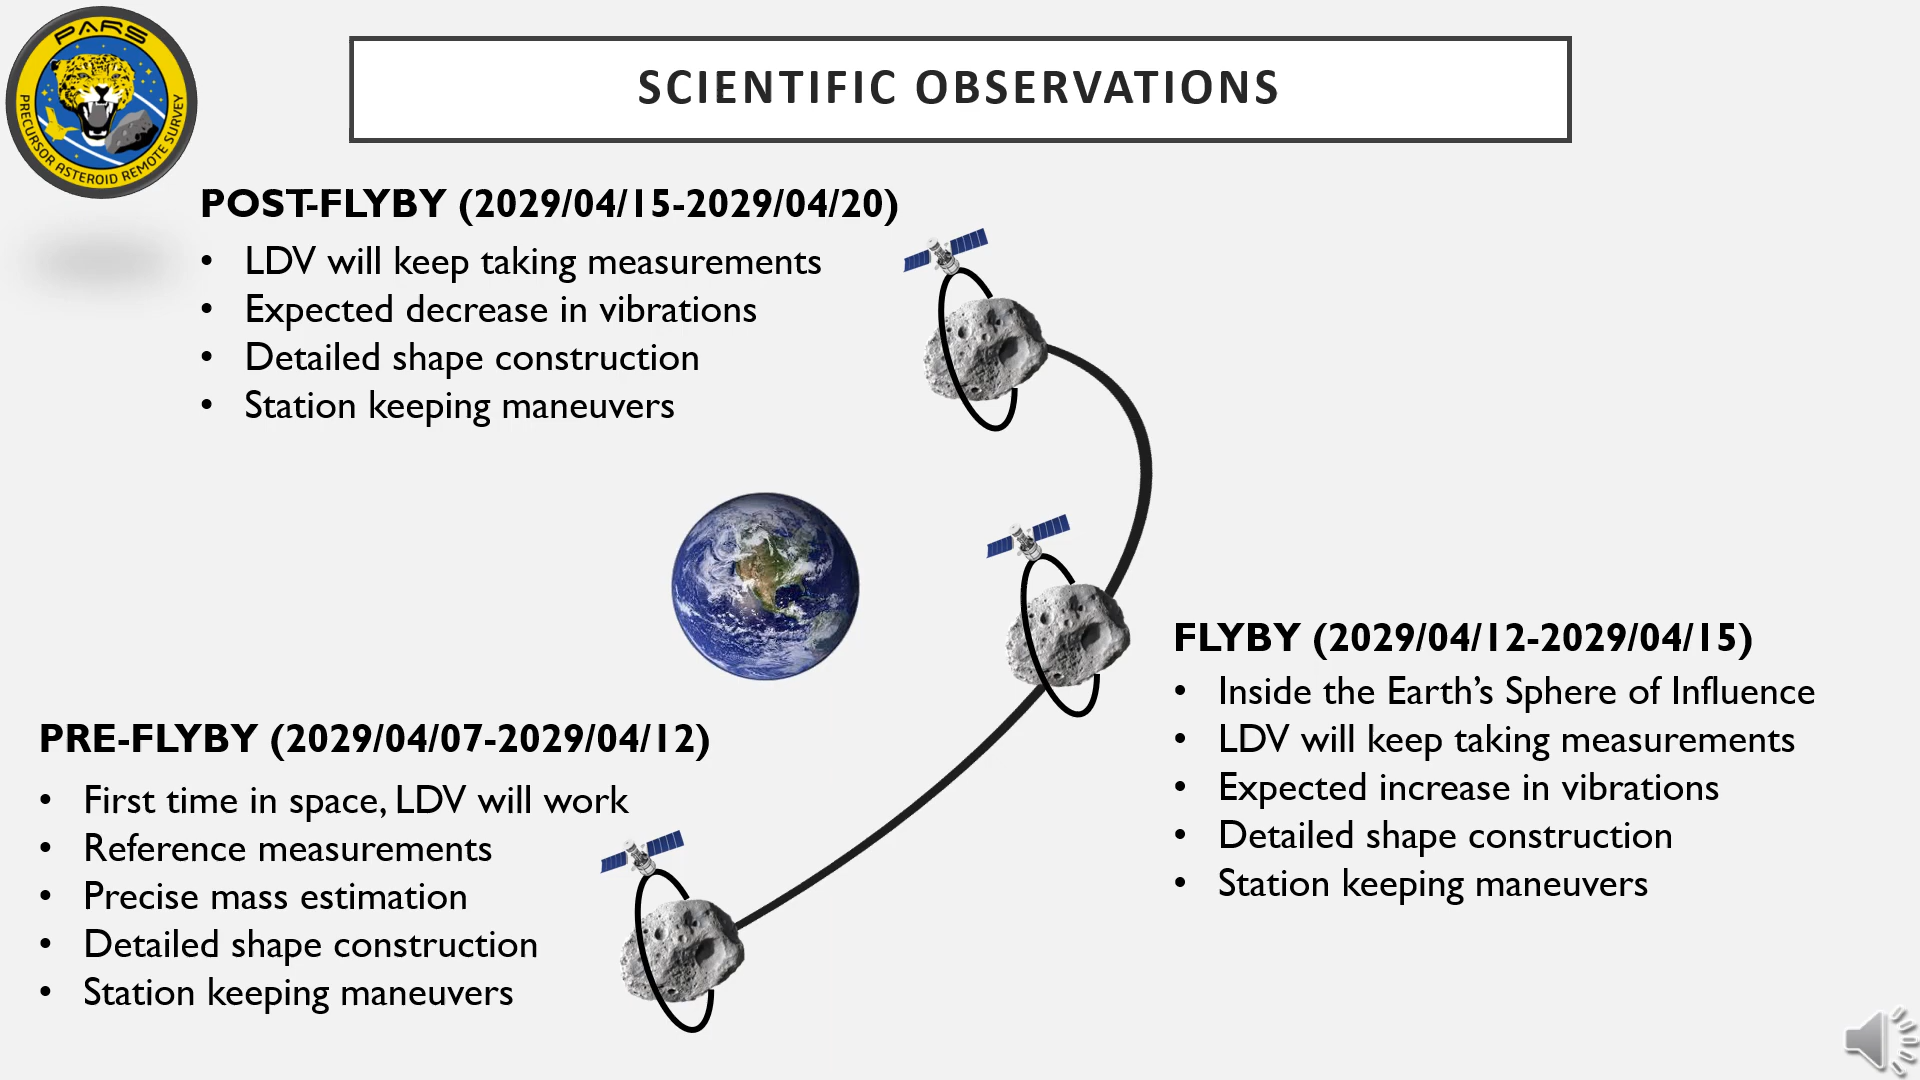 PARS
PRECURSOR ASTEROID REMOTE SURVEY
SCIENTIFIC OBSERVATIONS
POST-FLYBY (2029/04/15-2029/04/20)
• LDV will keep taking measurements
• Expected decrease in vibrations
• Detailed shape construction
• Station keeping maneuvers
FLYBY (2029/04/12-2029/04/15)
• Inside the Earth’s Sphere of Influence
• LDV will keep taking measurements
• Expected increase in vibrations
• Detailed shape construction
• Station keeping maneuvers
PRE-FLYBY (2029/04/07-2029/04/12)
• First time in space, LDV will work
• Reference measurements
• Precise mass estimation
• Detailed shape construction
• Station keeping maneuvers